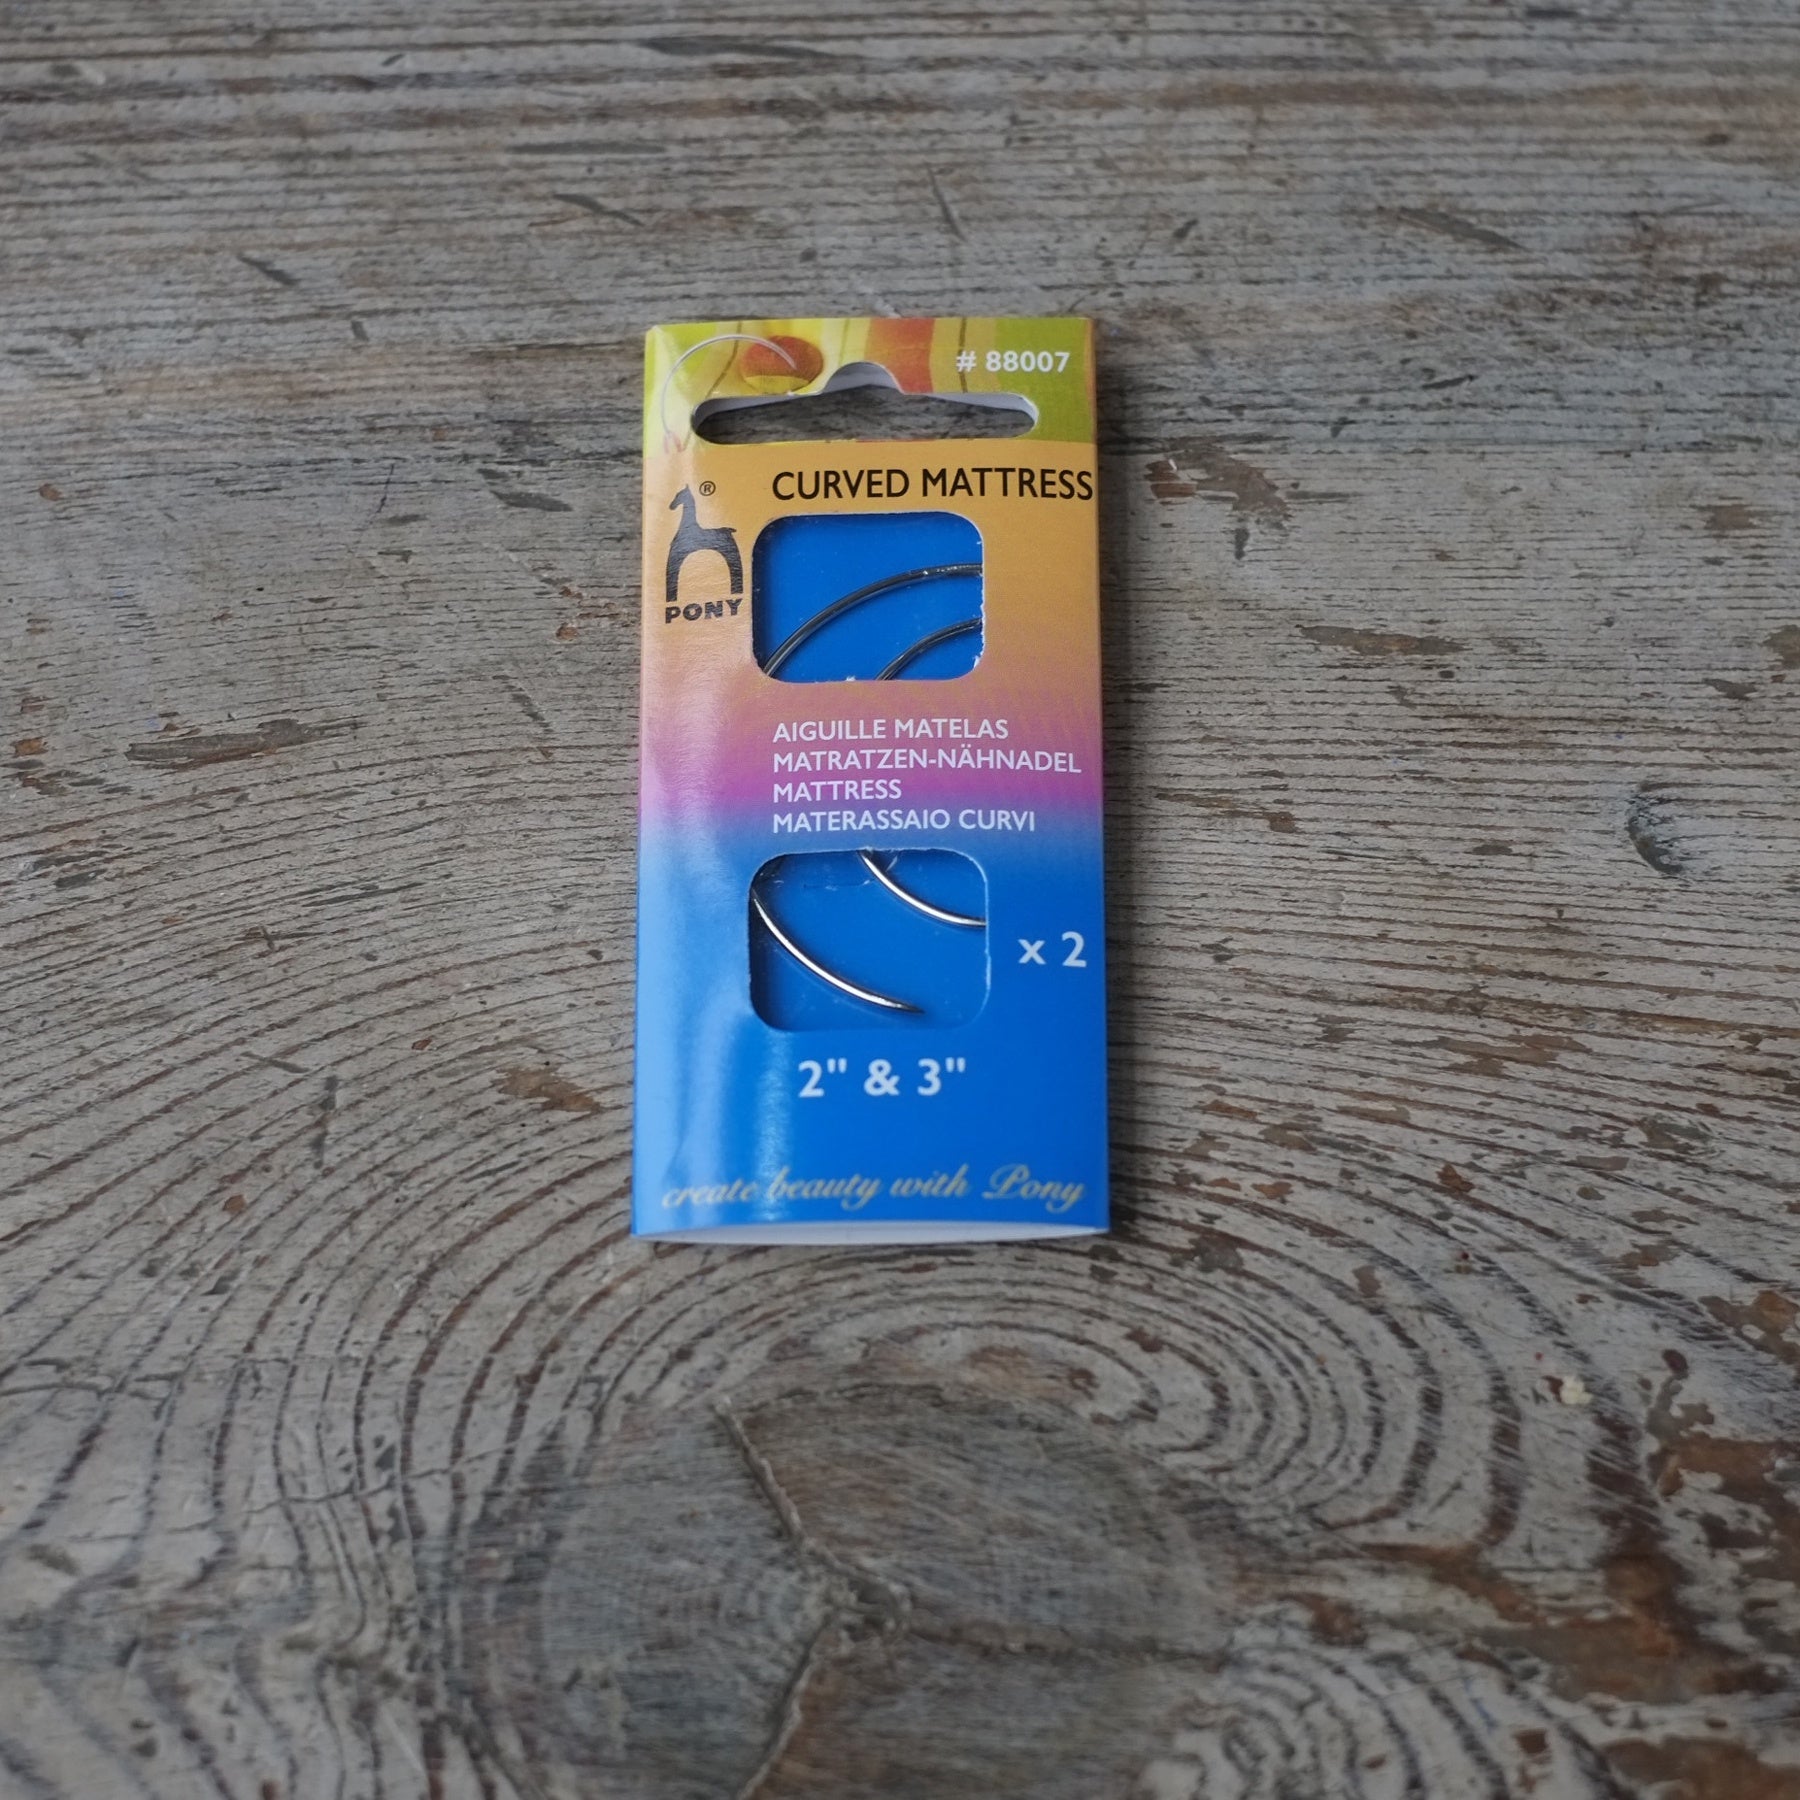 # 88007
CURVED MATTRESS
®
PONY
AIGUILLE MATELAS
MATRATZEN-NÄHNADEL
MATTRESS
MATERASSAIO CURVI
x 2
2" & 3"
create beauty with Pony